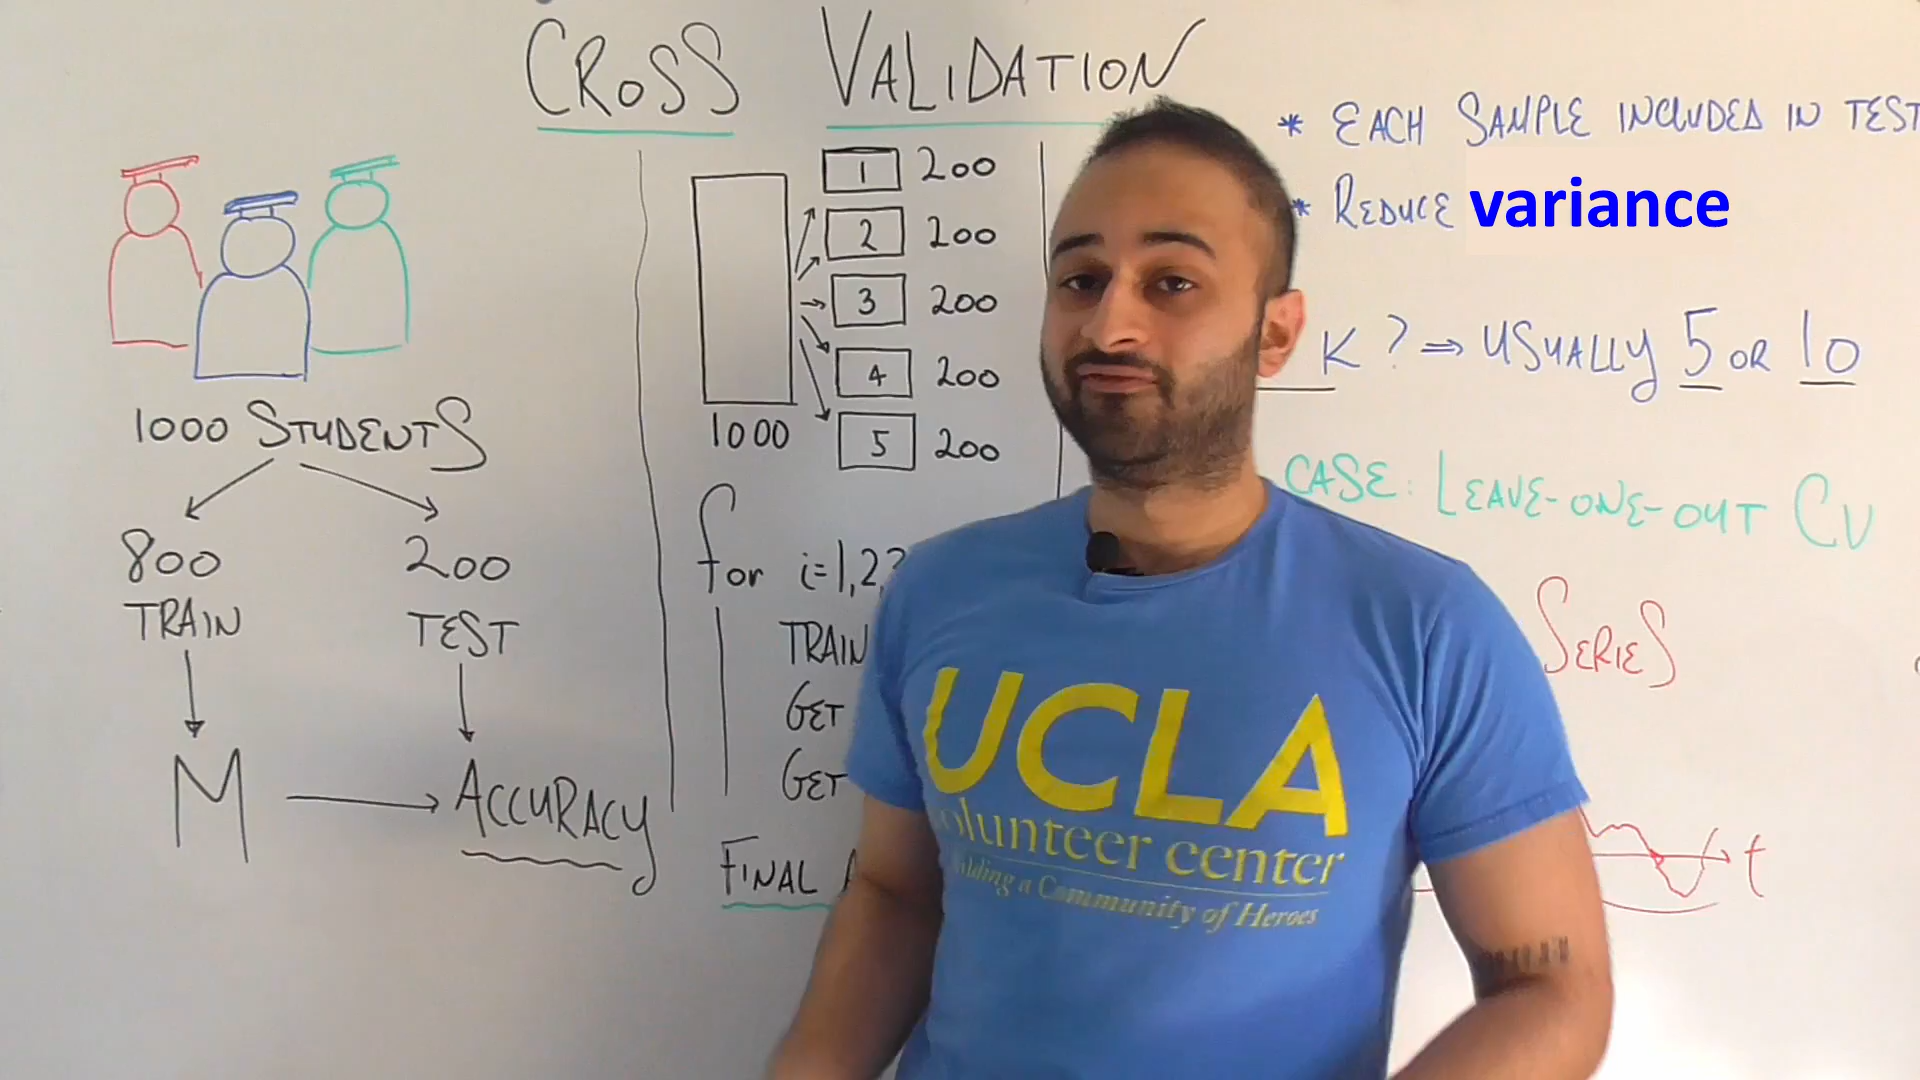 CROSS VALIDATION
1000 STUDENTS
800
TRAIN
200
TEST
M
ACCURACY
1000
1 200
2 200
3 200
4 200
5 200
for i=1,2,
TRAIN
GET
GET
FINAL
* EACH SAMPLE INCLUDED IN TEST
* REDUCE variance
K ? ⇒ USUALLY 5 OR 10
CASE: LEAVE-ONE-OUT CV
SERIES
t
UCLA
volunteer center
Building a Community of Heroes